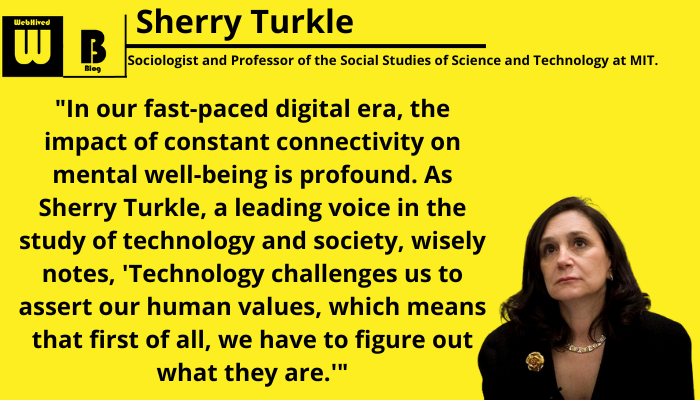 WebHived
W
B
Blog
Sherry Turkle
Sociologist and Professor of the Social Studies of Science and Technology at MIT.
"In our fast-paced digital era, the
impact of constant connectivity on
mental well-being is profound. As
Sherry Turkle, a leading voice in the
study of technology and society, wisely
notes, 'Technology challenges us to
assert our human values, which means
that first of all, we have to figure out
what they are.'"